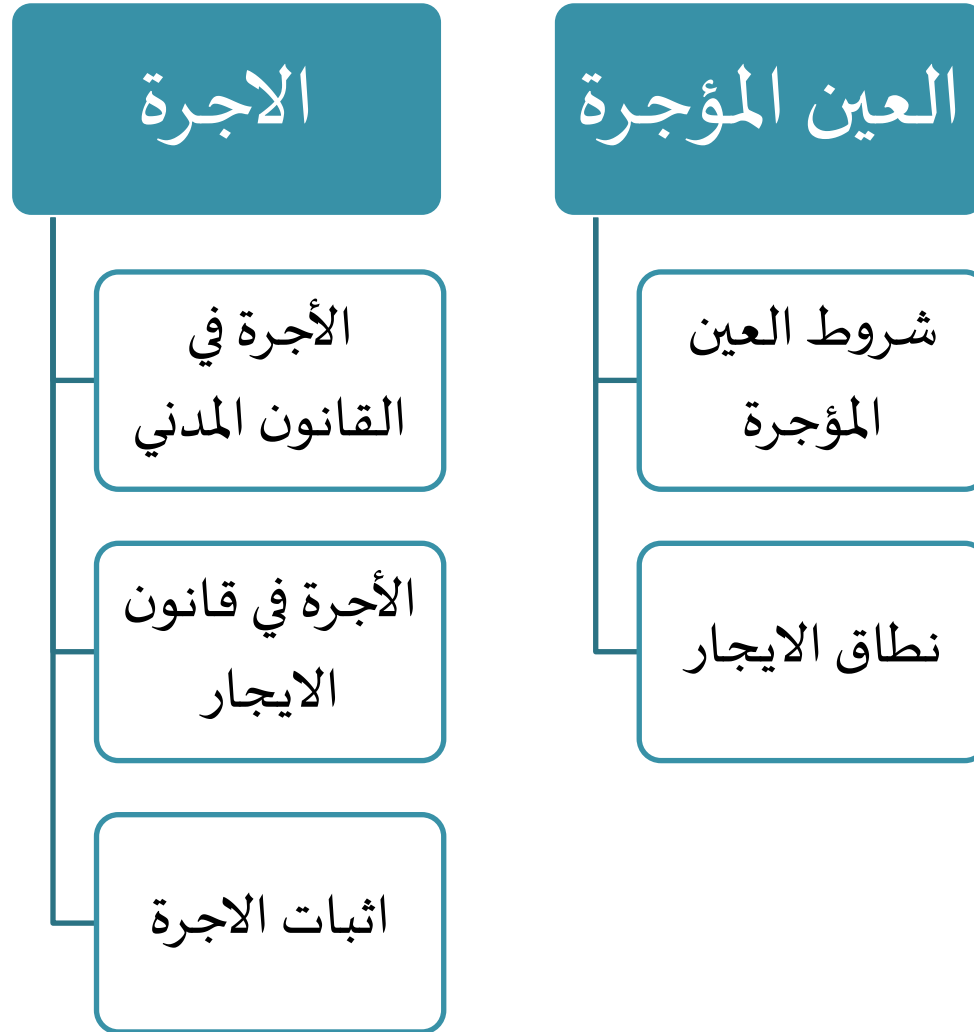 العين المؤجرة
شروط العين
المؤجرة
نطاق الايجار
الاجرة
الأجرة في
القانون المدني
الأجرة في قانون
الايجار
اثبات الاجرة